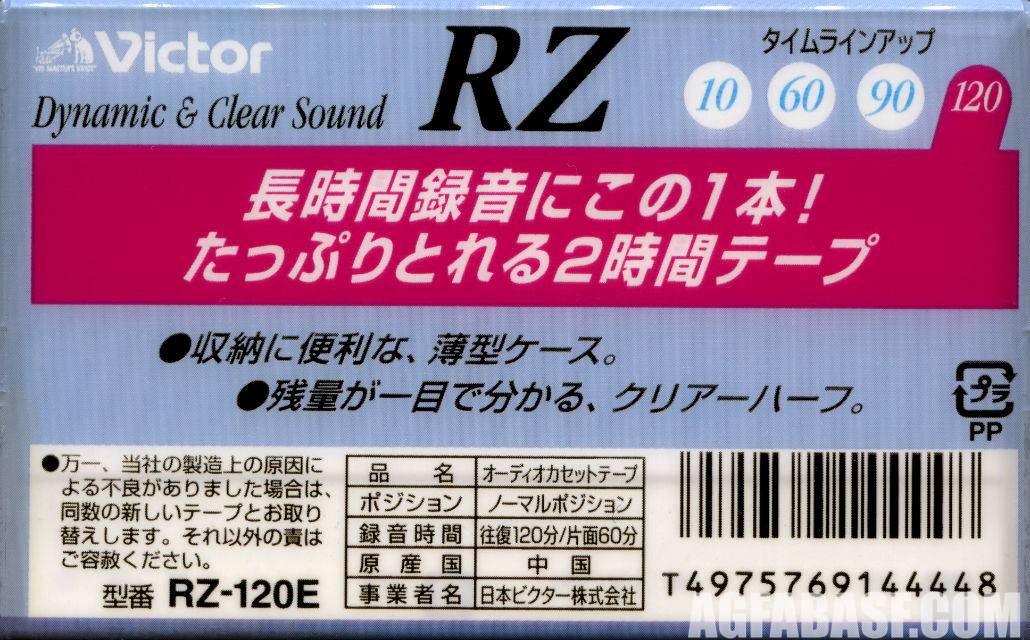 Victor
"HIS MASTER'S VOICE"
Dynamic & Clear Sound
RZ
タイムラインアップ
10 60 90 120
長時間録音にこの1本!
たっぷりとれる2時間テープ
●収納に便利な、薄型ケース。
●残量が一目で分かる、クリアーハーフ。
プラ
PP
●万一、当社の製造上の原因に
よる不良がありました場合は、
同数の新しいテープとお取り
替えします。それ以外の責は
ご容赦ください。
型番 RZ-120E
品名 オーディオカセットテープ
ポジション ノーマルポジション
録音時間 往復120分/片面60分
原産国 中国
事業者名 日本ビクター株式会社
T4975769144448
AGFABASF.COM